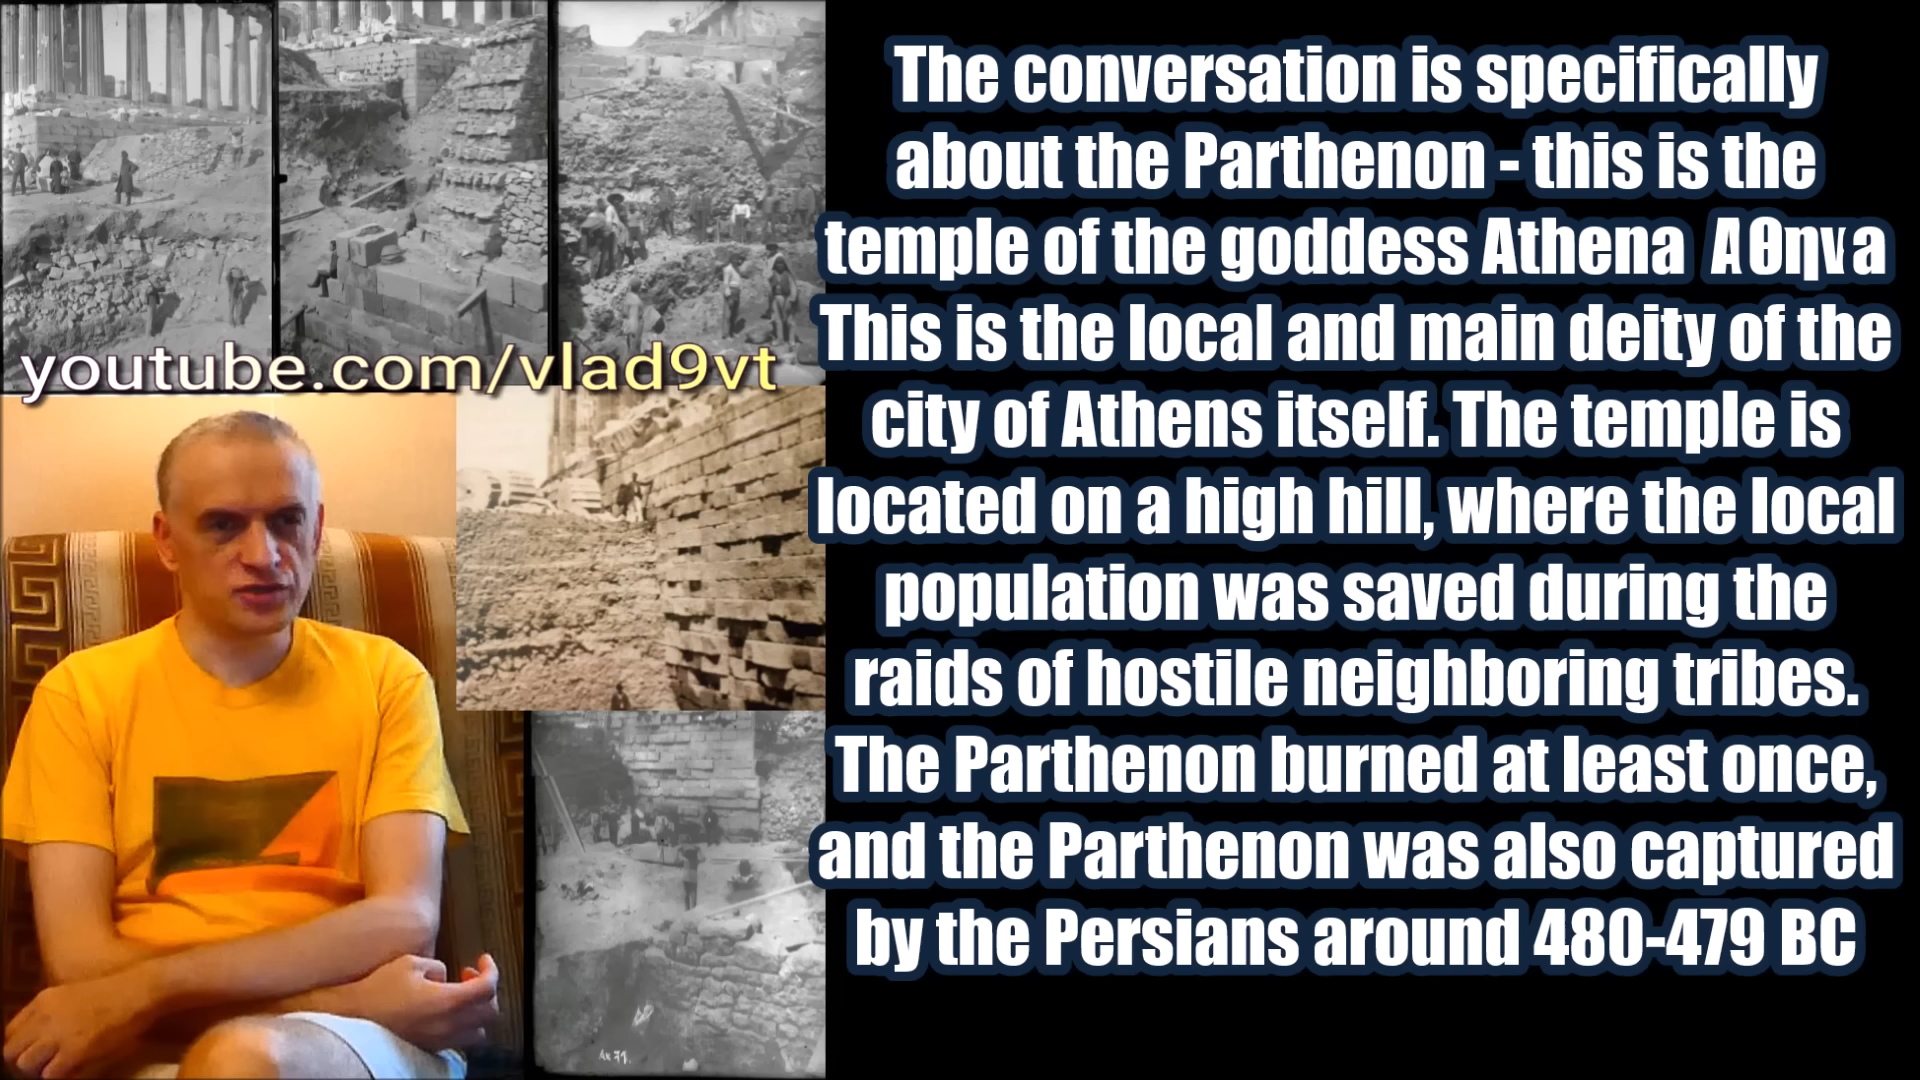 youtube.com/vlad9vt
The conversation is specifically
about the Parthenon - this is the
temple of the goddess Athena Αθηνα
This is the local and main deity of the
city of Athens itself. The temple is
located on a high hill, where the local
population was saved during the
raids of hostile neighboring tribes.
The Parthenon burned at least once,
and the Parthenon was also captured
by the Persians around 480-479 BC
Ακ 71.